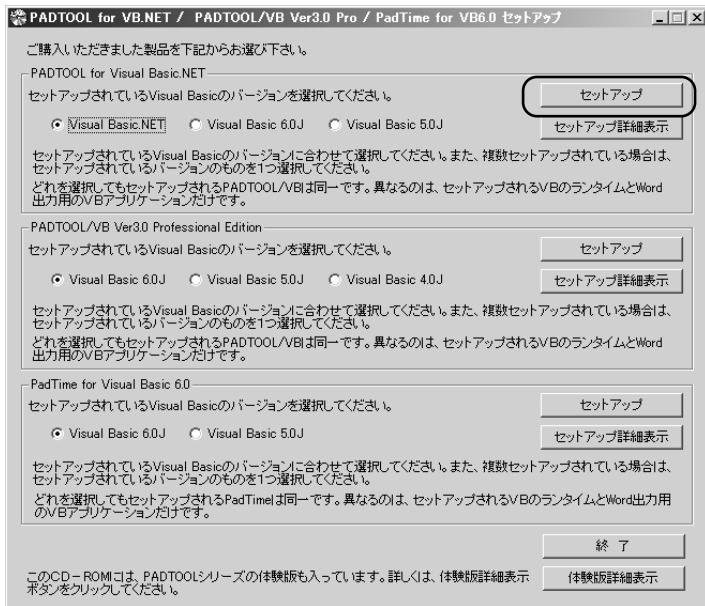 PADTOOL for VB.NET / PADTOOL/VB Ver3.0 Pro / PadTime for VB6.0 セットアップ
ご購入いただきました製品を下記からお選び下さい。
PADTOOL for Visual Basic.NET
セットアップされているVisual Basicのバージョンを選択してください。
セットアップ
Visual Basic.NET Visual Basic 6.0J Visual Basic 5.0J
セットアップ詳細表示
セットアップされているVisual Basicのバージョンに合わせて選択してください。また、複数セットアップされている場合は、
セットアップされているバージョンのものを1つ選択してください。
どれを選択してもセットアップされるPADTOOL/VBは同一です。異なるのは、セットアップされるVBのランタイムとWord
出力用のVBアプリケーションだけです。
PADTOOL/VB Ver3.0 Professional Edition
セットアップされているVisual Basicのバージョンを選択してください。
セットアップ
Visual Basic 6.0J Visual Basic 5.0J Visual Basic 4.0J
セットアップ詳細表示
セットアップされているVisual Basicのバージョンに合わせて選択してください。また、複数セットアップされている場合は、
セットアップされているバージョンのものを1つ選択してください。
どれを選択してもセットアップされるPADTOOL/VBは同一です。異なるのは、セットアップされるVBのランタイムとWord
出力用のVBアプリケーションだけです。
PadTime for Visual Basic 6.0
セットアップされているVisual Basicのバージョンを選択してください。
セットアップ
Visual Basic 6.0J Visual Basic 5.0J
セットアップ詳細表示
セットアップされているVisual Basicのバージョンに合わせて選択してください。また、複数セットアップされている場合は、
セットアップされているバージョンのものを1つ選択してください。
どれを選択してもセットアップされるPadTimeは同一です。異なるのは、セットアップされるVBのランタイムとWord出力用
のVBアプリケーションだけです。
終 了
このCD-ROMには、PADTOOLシリーズの体験版も入っています。詳しくは、体験版詳細表示
ボタンをクリックしてください。
体験版詳細表示